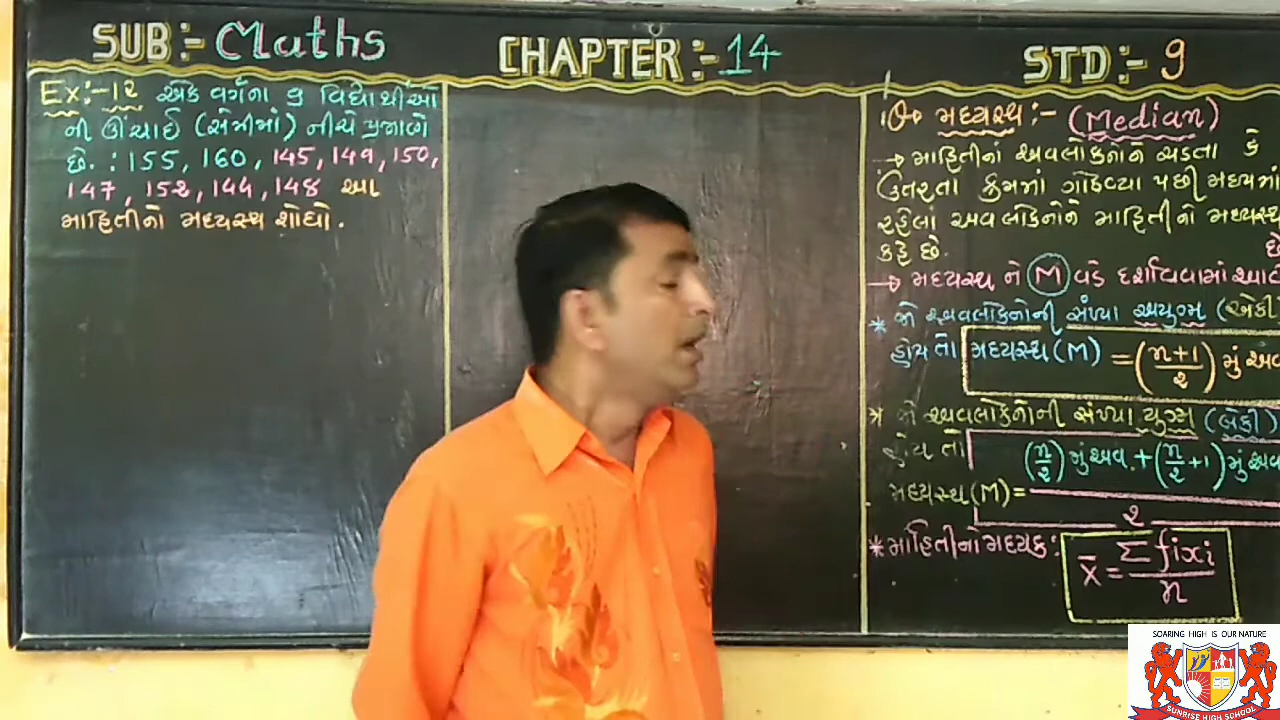 SUB:- Maths
CHAPTER:- 14
STD:- 9
Ex:-12 એક વર્ગના 9 વિદ્યાર્થીઓ
ની ઊંચાઈ (સેમીમાં) નીચે પ્રમાણે
છે. : 155, 160, 145, 149, 150,
147, 152, 144, 148 આ
માહિતીનો મધ્યસ્થ શોધો.
મધ્યસ્થ :- (Median)
→ માહિતીનાં અવલોકનોને ચડતા કે
ઉતરતા ક્રમમાં ગોઠવ્યા પછી મધ્યમાં
રહેલાં અવલોકનોને માહિતીનો મધ્યસ્થ
કહે છે.
→ મધ્યસ્થ ને M વડે દર્શાવવામાં
* જો અવલોકનોની સંખ્યા અયુગ્મ (એકી
હોય તો મધ્યસ્થ (M) = (n+1/2) મું અવ
* જો અવલોકનોની સંખ્યા યુગ્મ (બેકી)
હોય તો
મધ્યસ્થ (M) = (n/2) મું અવ. + (n/2 +1) મું અવ / 2
* માહિતીનો મધ્યક : x̄ = Σfixi / n
SOARING HIGH IS OUR NATURE
SUNRISE HIGH SCHOOL